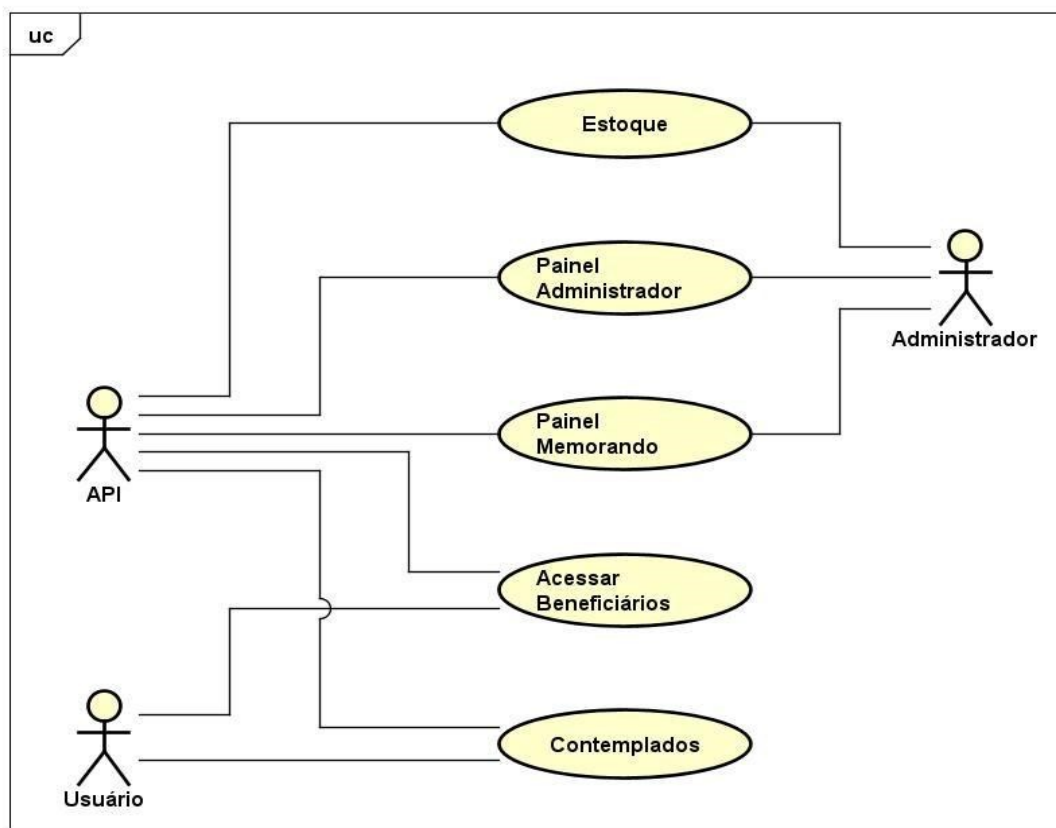 uc
Estoque
Painel
Administrador
Administrador
Painel
Memorando
API
Acessar
Beneficiários
Contemplados
Usuário